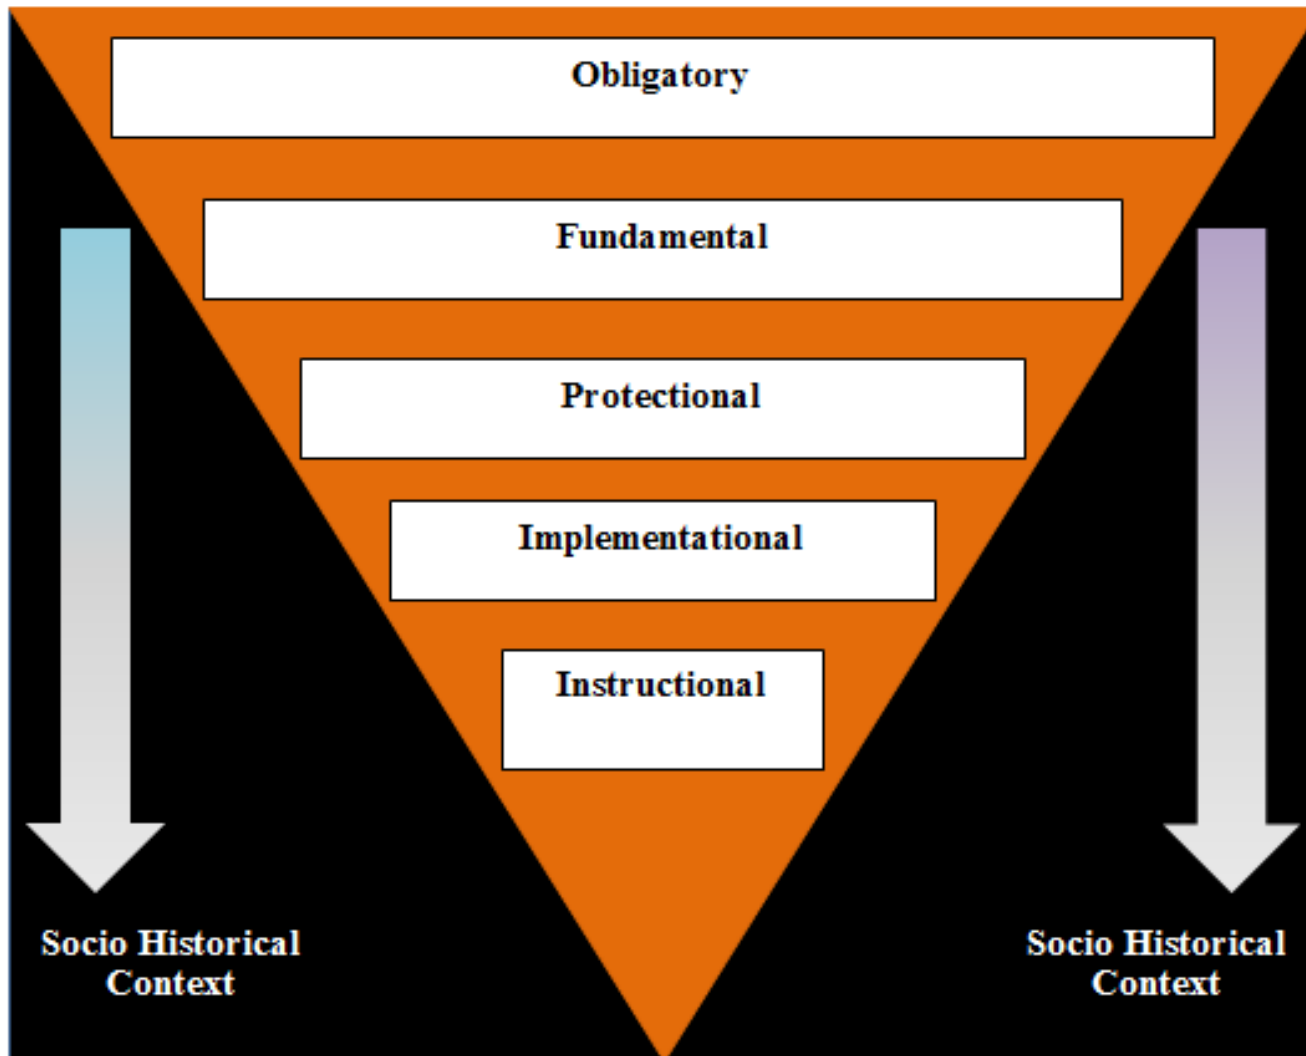 Obligatory
Fundamental
Protectional
Implementational
Instructional
Socio Historical
Context
Socio Historical
Context